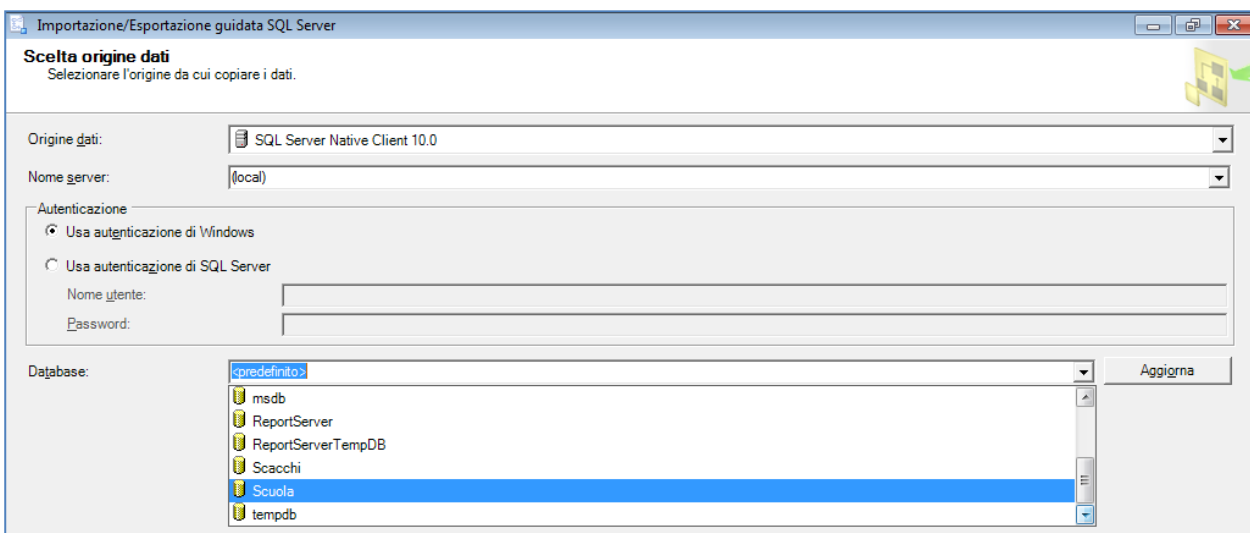 Importazione/Esportazione guidata SQL Server
Scelta origine dati
Selezionare l'origine da cui copiare i dati.
Origine dati: SQL Server Native Client 10.0
Nome server: (local)
Autenticazione
Usa autenticazione di Windows
Usa autenticazione di SQL Server
Nome utente:
Password:
Database: <predefinito> Aggiorna
msdb
ReportServer
ReportServerTempDB
Scacchi
Scuola
tempdb